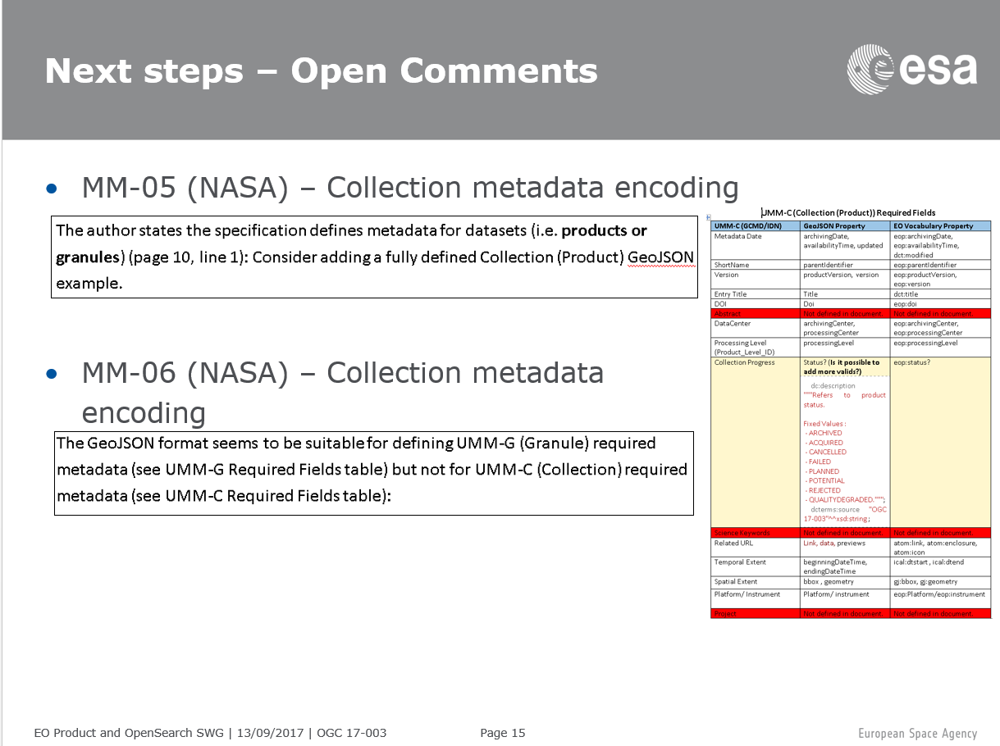 Next steps – Open Comments
esa
• MM-05 (NASA) – Collection metadata encoding
The author states the specification defines metadata for datasets (i.e. products or
granules) (page 10, line 1): Consider adding a fully defined Collection (Product) GeoJSON
example.
• MM-06 (NASA) – Collection metadata
encoding
The GeoJSON format seems to be suitable for defining UMM-G (Granule) required
metadata (see UMM-G Required Fields table) but not for UMM-C (Collection) required
metadata (see UMM-C Required Fields table):
UMM-C (Collection (Product)) Required Fields
UMM-C (GCMD/IDN) GeoJSON Property EO Vocabulary Property
Metadata Date archivingDate, eop:archivingDate,
availabilityTime, updated eop:availabilityTime,
dct:modified
ShortName parentIdentifier eop:parentIdentifier
Version productVersion, version eop:productVersion,
eop:version
Entry Title Title dct:title
DOI Doi eop:doi
Abstract Not defined in document. Not defined in document.
DataCenter archivingCenter, eop:archivingCenter,
processingCenter eop:processingCenter
Processing Level processingLevel eop:processingLevel
(Product_Level_ID)
Collection Progress Status? (Is it possible to eop:status?
add more valids?)
dc:description
"""Refers to product
status.
Fixed Values :
- ARCHIVED
- ACQUIRED
- CANCELLED
- FAILED
- PLANNED
- POTENTIAL
- REJECTED
- QUALITYDEGRADED.""";
dcterms:source "OGC
17-003"^^xsd:string ;
Science Keywords Not defined in document. Not defined in document.
Related URL Link, data, previews atom:link, atom:enclosure,
atom:icon
Temporal Extent beginningDateTime, ical:dtstart , ical:dtend
endingDateTime
Spatial Extent bbox , geometry gj:bbox, gj:geometry
Platform/ Instrument Platform/ instrument eop:Platform/eop:instrument
Project Not defined in document. Not defined in document.
EO Product and OpenSearch SWG | 13/09/2017 | OGC 17-003 Page 15 European Space Agency